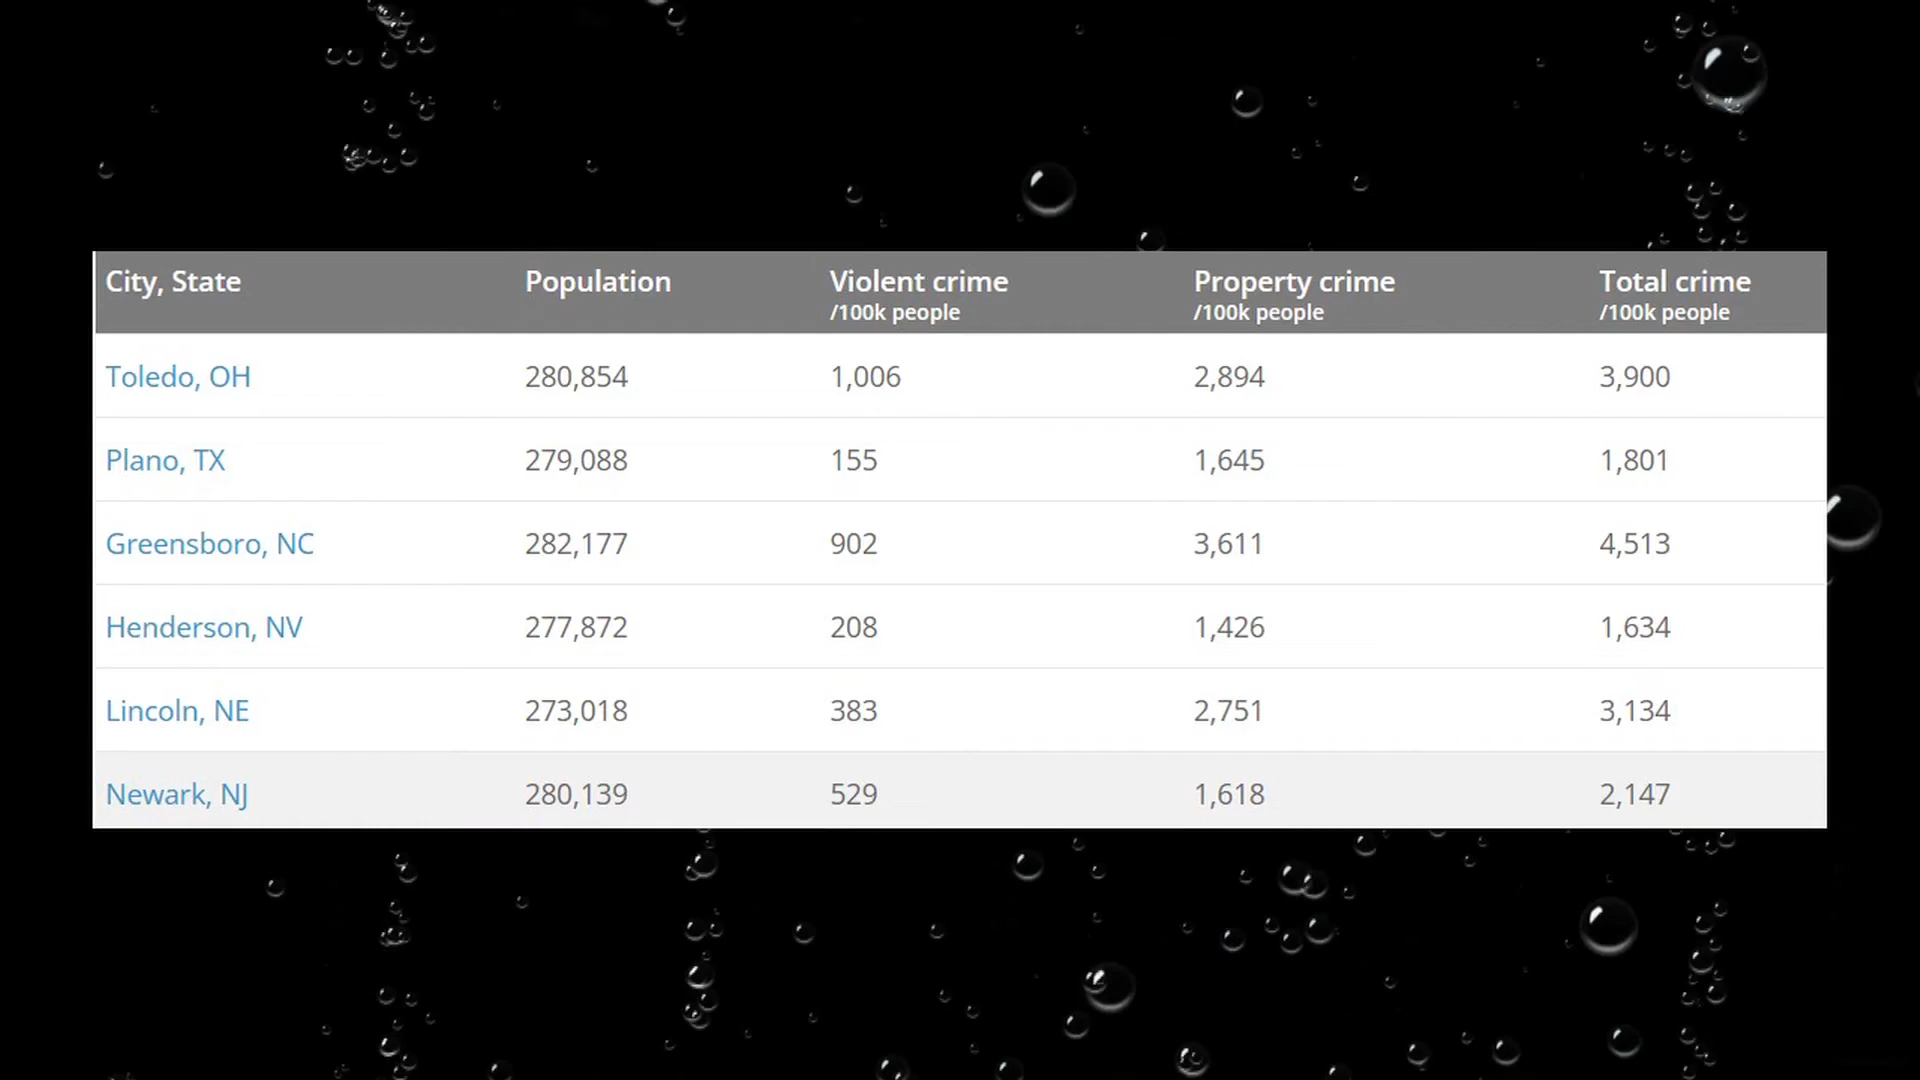 City, State Population Violent crime Property crime Total crime
/100k people /100k people /100k people
Toledo, OH 280,854 1,006 2,894 3,900
Plano, TX 279,088 155 1,645 1,801
Greensboro, NC 282,177 902 3,611 4,513
Henderson, NV 277,872 208 1,426 1,634
Lincoln, NE 273,018 383 2,751 3,134
Newark, NJ 280,139 529 1,618 2,147